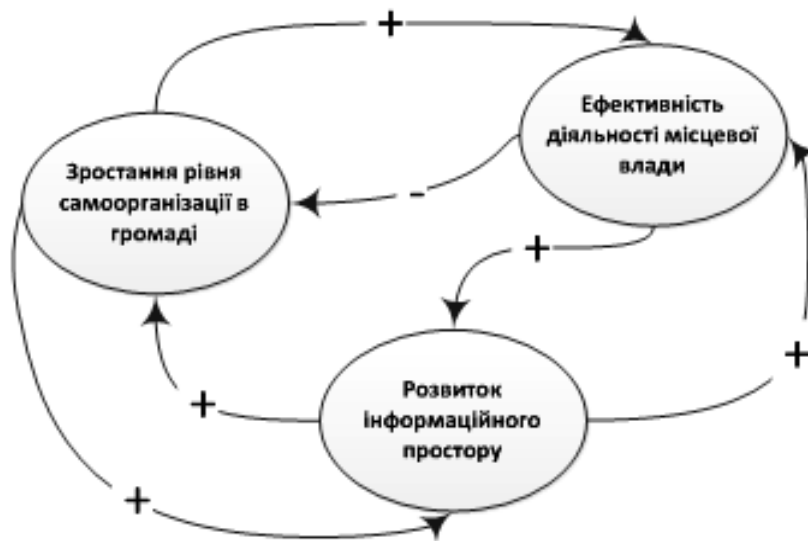 +
Ефективність
діяльності місцевої
влади
Зростання рівня
самоорганізації в
громаді
-
+
+
+
Розвиток
інформаційного
простору
+